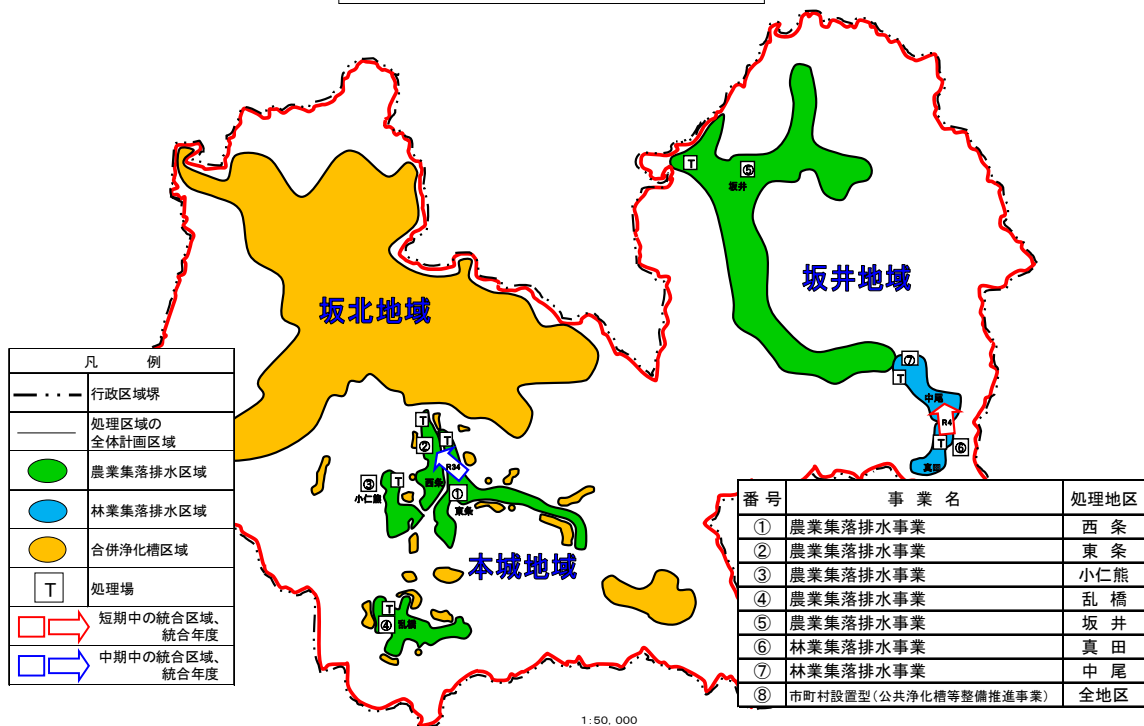 坂北地域
坂井地域
本城地域
T
⑤
坂井
⑦
T
中尾
R4
T
⑥
真田
T
②
T
R34
西条
①
東条
③
小仁熊
T
T
④
乱橋
凡 例
行政区域堺
処理区域の
全体計画区域
農業集落排水区域
林業集落排水区域
合併浄化槽区域
T 処理場
短期中の統合区域、
統合年度
中期中の統合区域、
統合年度
番号 事業名 処理地区
① 農業集落排水事業 西条
② 農業集落排水事業 東条
③ 農業集落排水事業 小仁熊
④ 農業集落排水事業 乱橋
⑤ 農業集落排水事業 坂井
⑥ 林業集落排水事業 真田
⑦ 林業集落排水事業 中尾
⑧ 市町村設置型(公共浄化槽等整備推進事業) 全地区
1:50,000